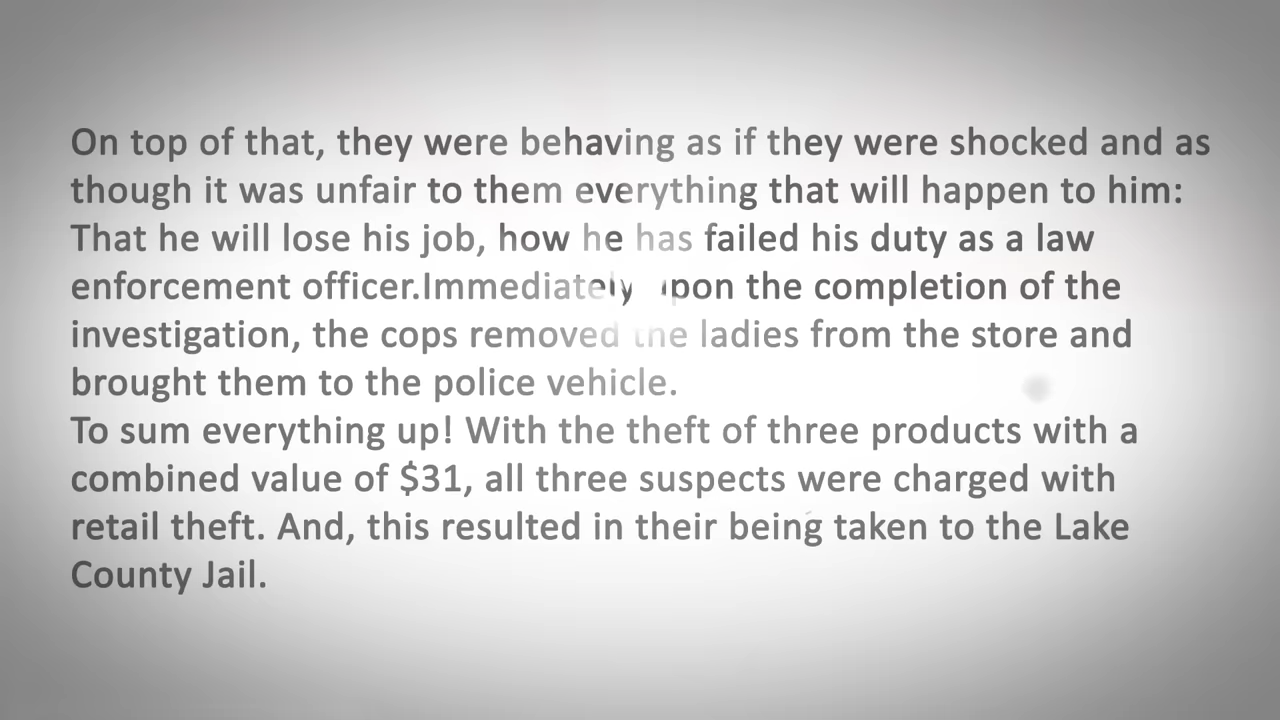 On top of that, they were behaving as if they were shocked and as
though it was unfair to them everything that will happen to him:
That he will lose his job, how he has failed his duty as a law
enforcement officer.Immediately upon the completion of the
investigation, the cops removed the ladies from the store and
brought them to the police vehicle.
To sum everything up! With the theft of three products with a
combined value of $31, all three suspects were charged with
retail theft. And, this resulted in their being taken to the Lake
County Jail.